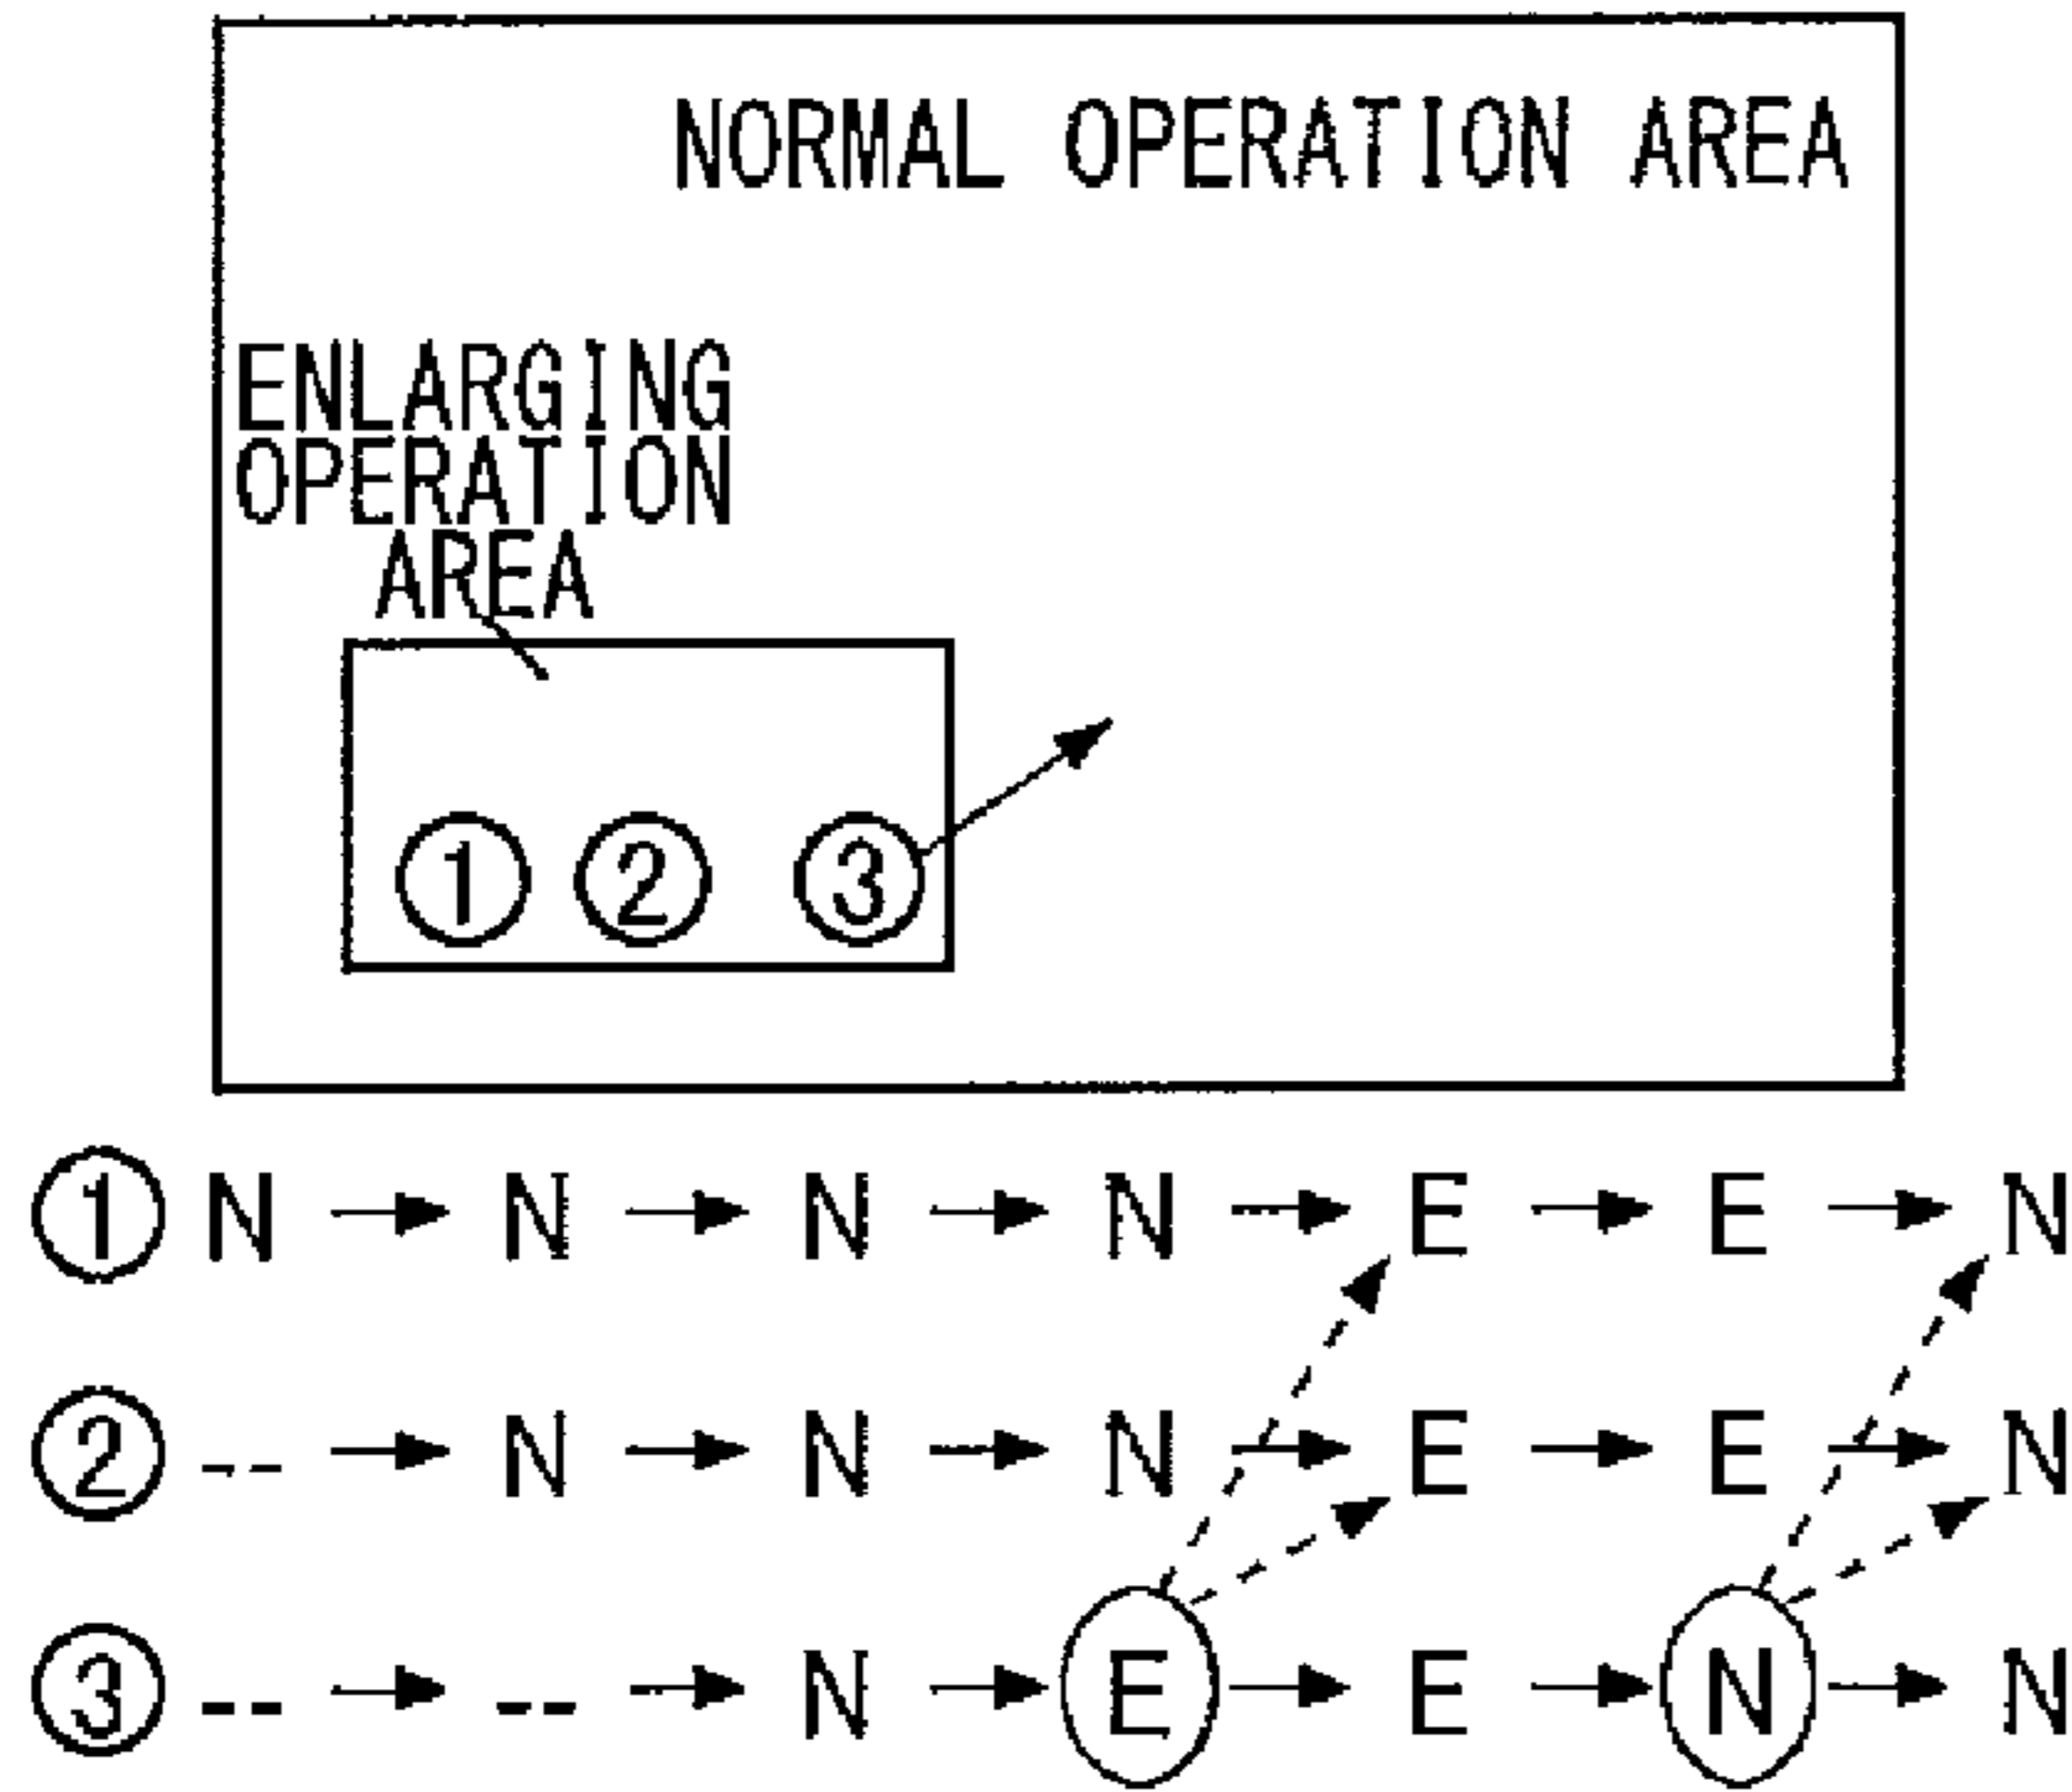 NORMAL OPERATION AREA
ENLARGING
OPERATION
AREA
① ② ③
① N → N → N → N → E → E → N
② -- → N → N → N → E → E → N
③ -- → -- → N → E → E → N → N